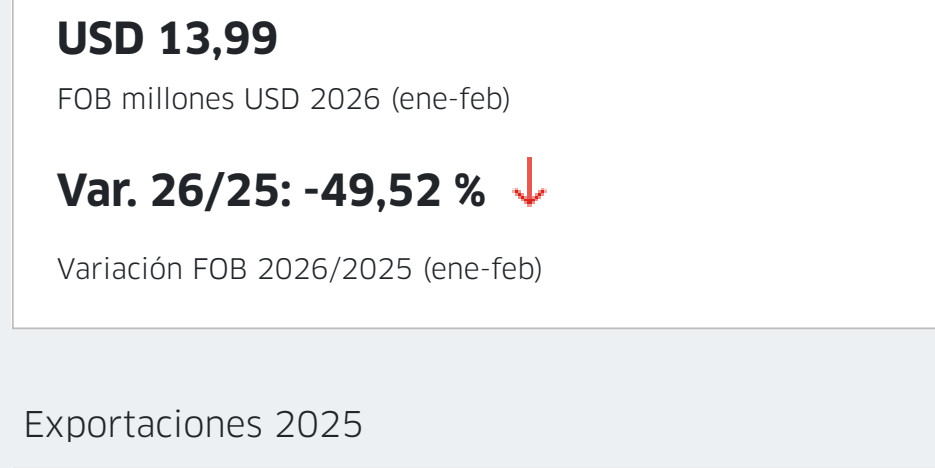 USD 13,99
FOB millones USD 2026 (ene-feb)
Var. 26/25: -49,52 %
Variación FOB 2026/2025 (ene-feb)
Exportaciones 2025